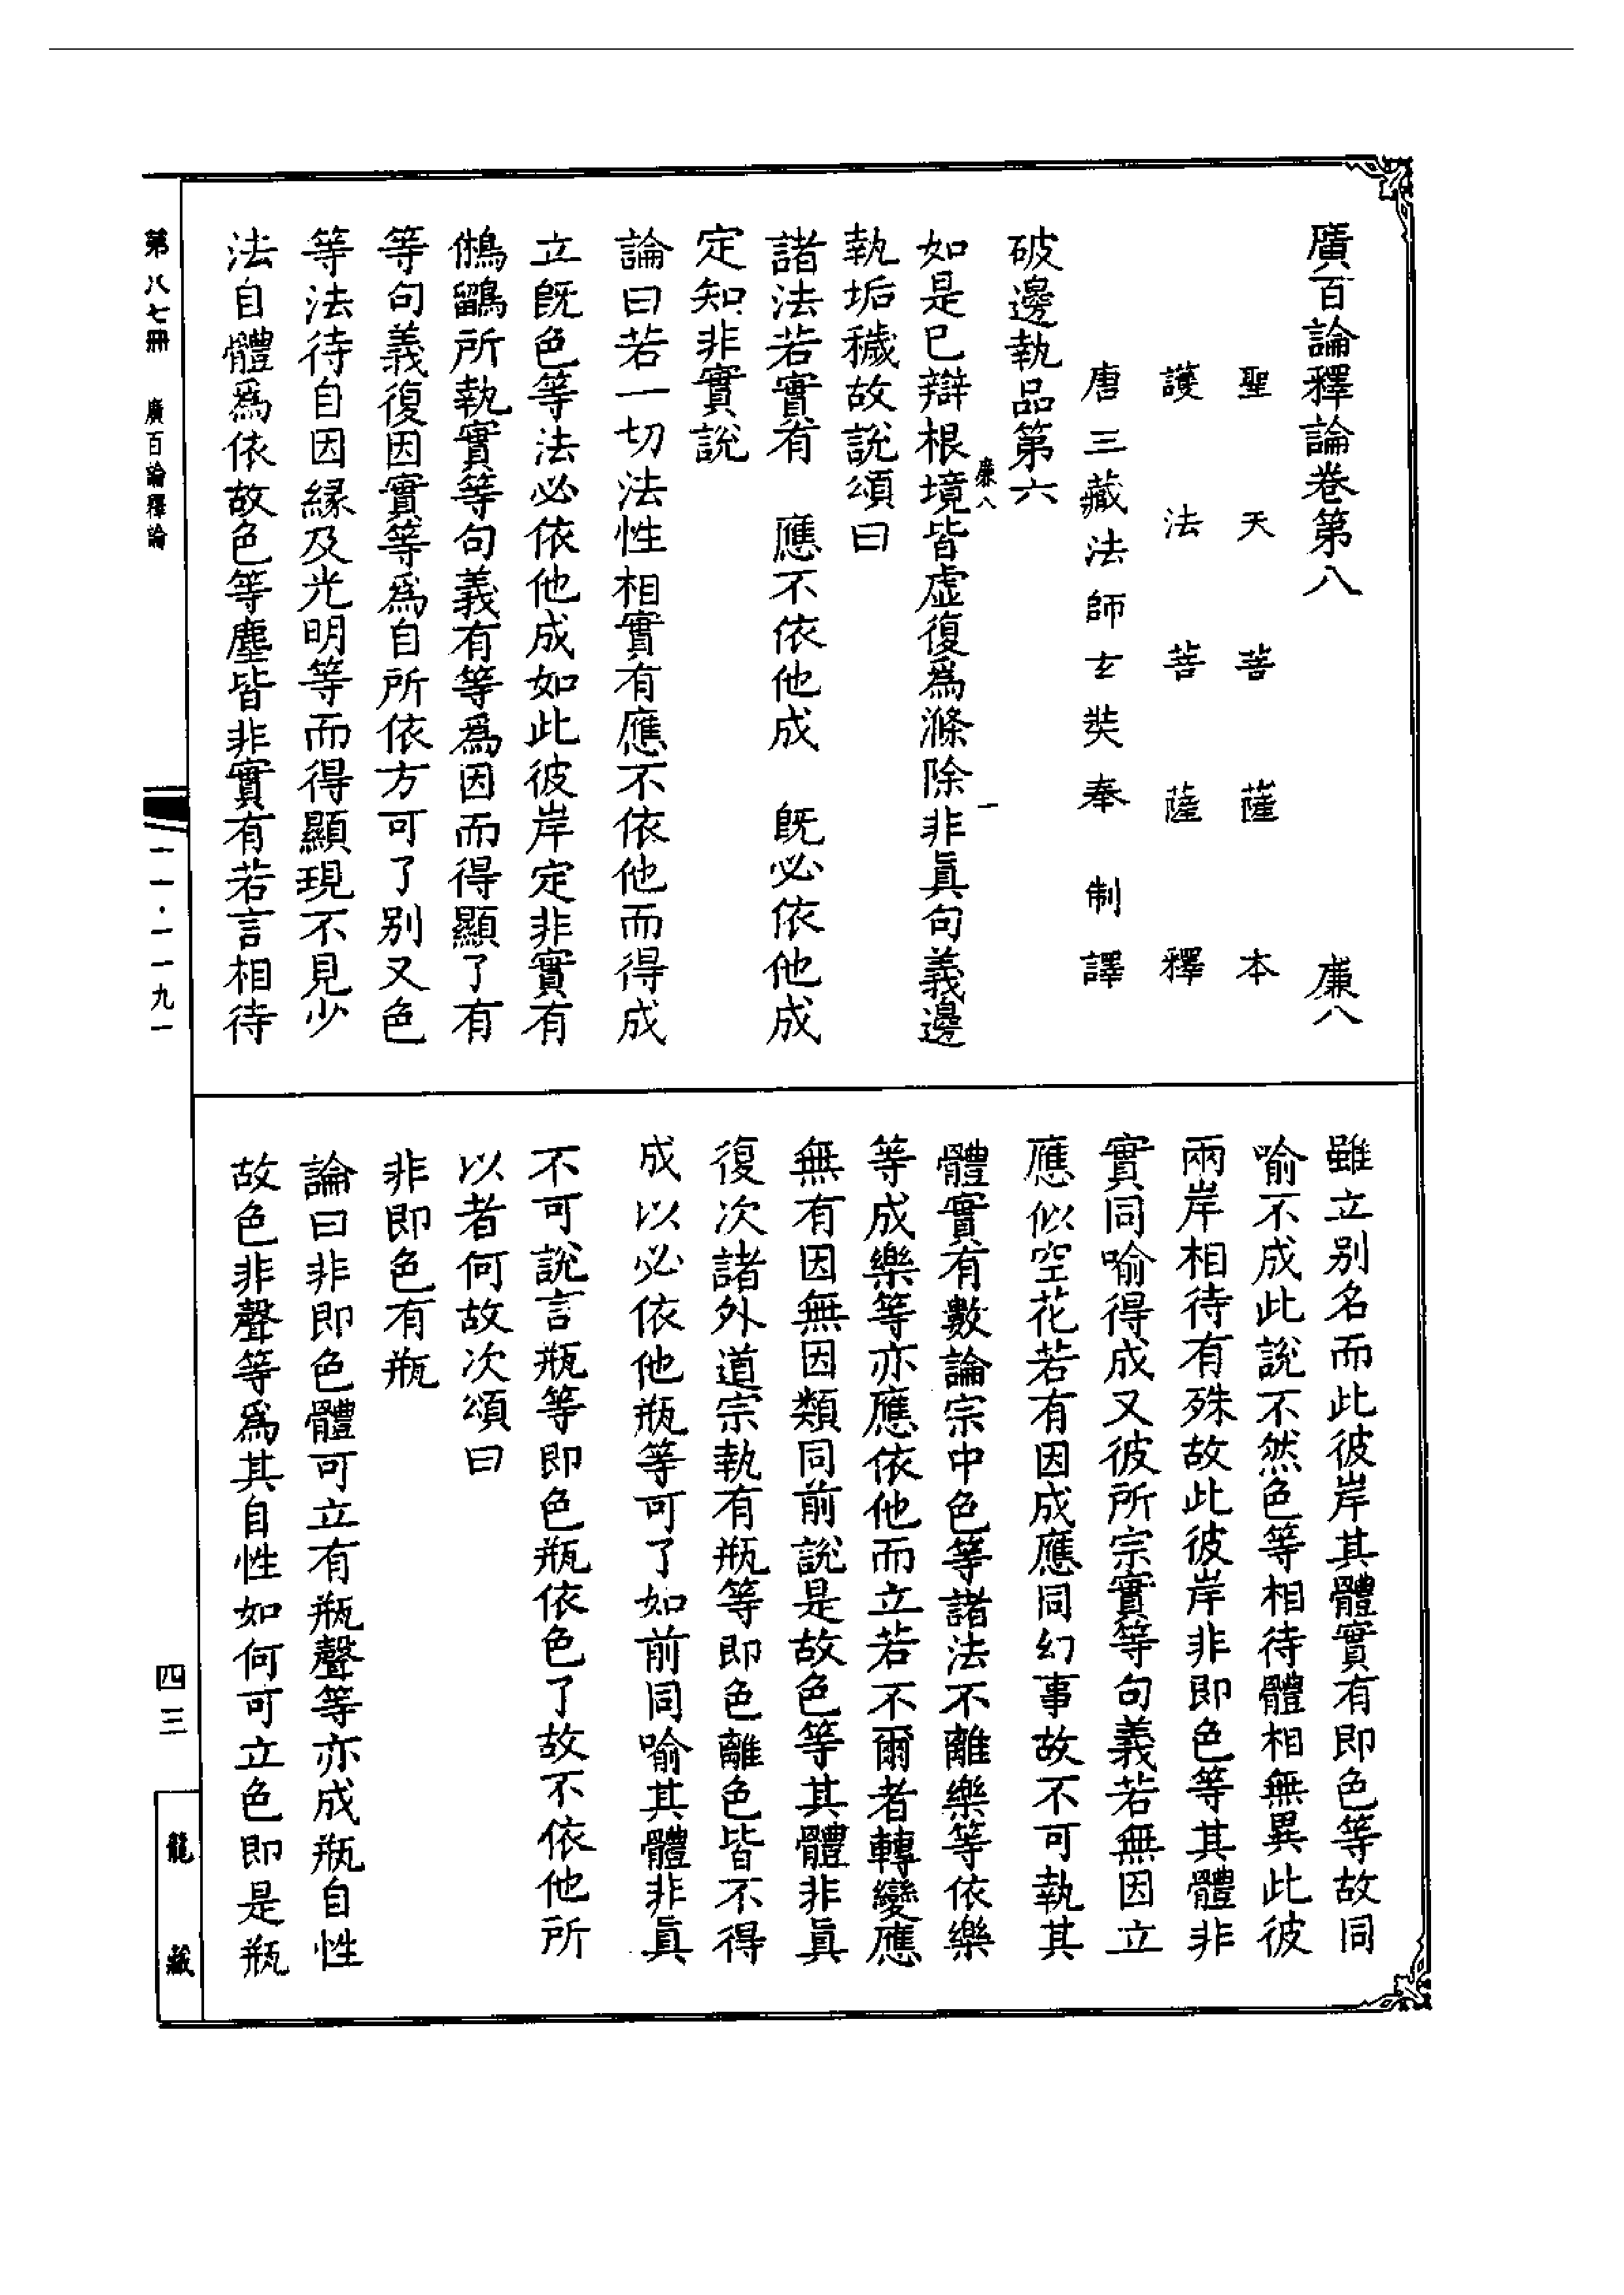 廣百論釋論卷第八　廉八
聖天菩薩本
護法菩薩釋
唐三藏法師玄奘奉制譯
破邊執品第六
廉八　一
如是已辯根境皆虛復爲滌除非真句義邊
執垢穢故說頌曰
諸法若實有　應不依他成　既必依他成
定知非實說
論曰若一切法性相實有應不依他而得成
立既色等法必依他成如此彼岸定非實有
鵂鶹所執實等句義有等爲因而得顯了有
等句義復因實等爲自所依方可了别又色
等法待自因緣及光明等而得顯現不見少
法自體爲依故色等塵皆非實有若言相待
雖立别名而此彼岸其體實有即色等故同
喻不成此說不然色等相待體相無異此彼
兩岸相待有殊故此彼岸非即色等其體非
實同喻得成又彼所宗實等句義若無因立
應似空花若有因成應同幻事故不可執其
體實有數論宗中色等諸法不離樂等依樂
等成樂等亦應依他而立若不爾者轉變應
無有因無因類同前說是故色等其體非真
復次諸外道宗執有瓶等即色離色皆不得
成以必依他瓶等可了如前同喻其體非真
不可說言瓶等即色瓶依色了故不依他所
以者何故次頌曰
非即色有瓶
論曰非即色體可立有瓶聲等亦成瓶自性
故色非聲等爲其自性如何可立色即是瓶
第八七冊　廣百論釋論
一一·一一九一
四三
龍藏